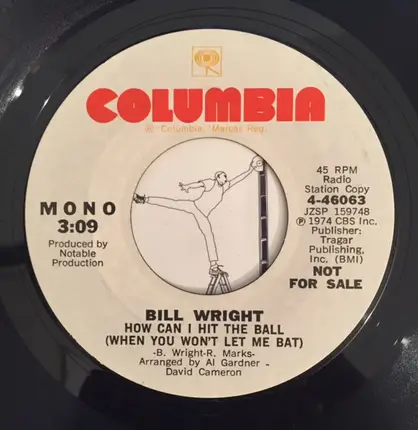 COLUMBIA
® Columbia, Marcas Reg.
MONO
3:09
Produced by
Notable
Production
45 RPM
Radio
Station Copy
4-46063
JZSP 159748
℗ 1974 CBS Inc.
Publisher:
Tragar
Publishing,
Inc, (BMI)
NOT
FOR SALE
BILL WRIGHT
HOW CAN I HIT THE BALL
(WHEN YOU WON'T LET ME BAT)
-B. Wright-R. Marks-
Arranged by Al Gardner -
David Cameron